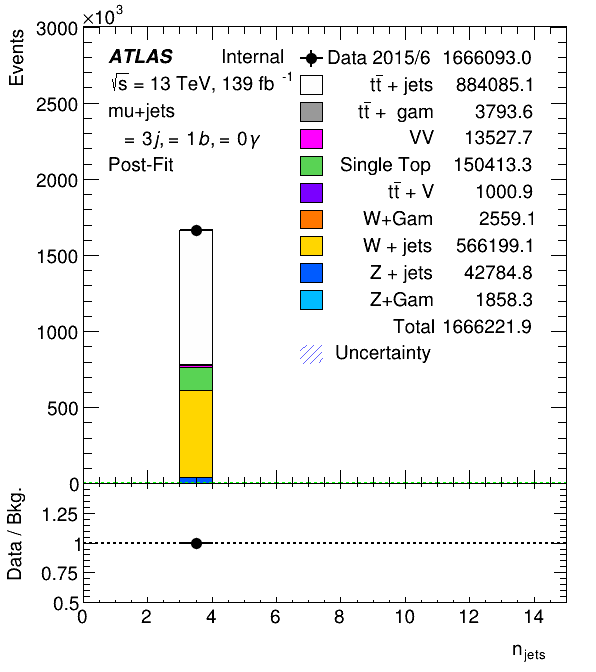 ×10³
Events
3000
2500
2000
1500
1000
500
0
ATLAS Internal
√s = 13 TeV, 139 fb⁻¹
mu+jets
= 3j, = 1b, = 0γ
Post-Fit
Data 2015/6 1666093.0
tt̄ + jets 884085.1
tt̄ + gam 3793.6
VV 13527.7
Single Top 150413.3
tt̄ + V 1000.9
W+Gam 2559.1
W + jets 566199.1
Z + jets 42784.8
Z+Gam 1858.3
Total 1666221.9
Uncertainty
Data / Bkg.
1.25
1
0.75
0.5
0 2 4 6 8 10 12 14
n_jets